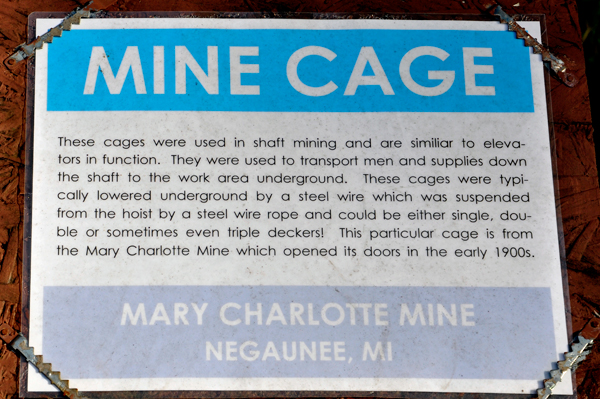 MINE CAGE
These cages were used in shaft mining and are similiar to eleva-
tors in function. They were used to transport men and supplies down
the shaft to the work area underground. These cages were typi-
cally lowered underground by a steel wire which was suspended
from the hoist by a steel wire rope and could be either single, dou-
ble or sometimes even triple deckers! This particular cage is from
the Mary Charlotte Mine which opened its doors in the early 1900s.
MARY CHARLOTTE MINE
NEGAUNEE, MI